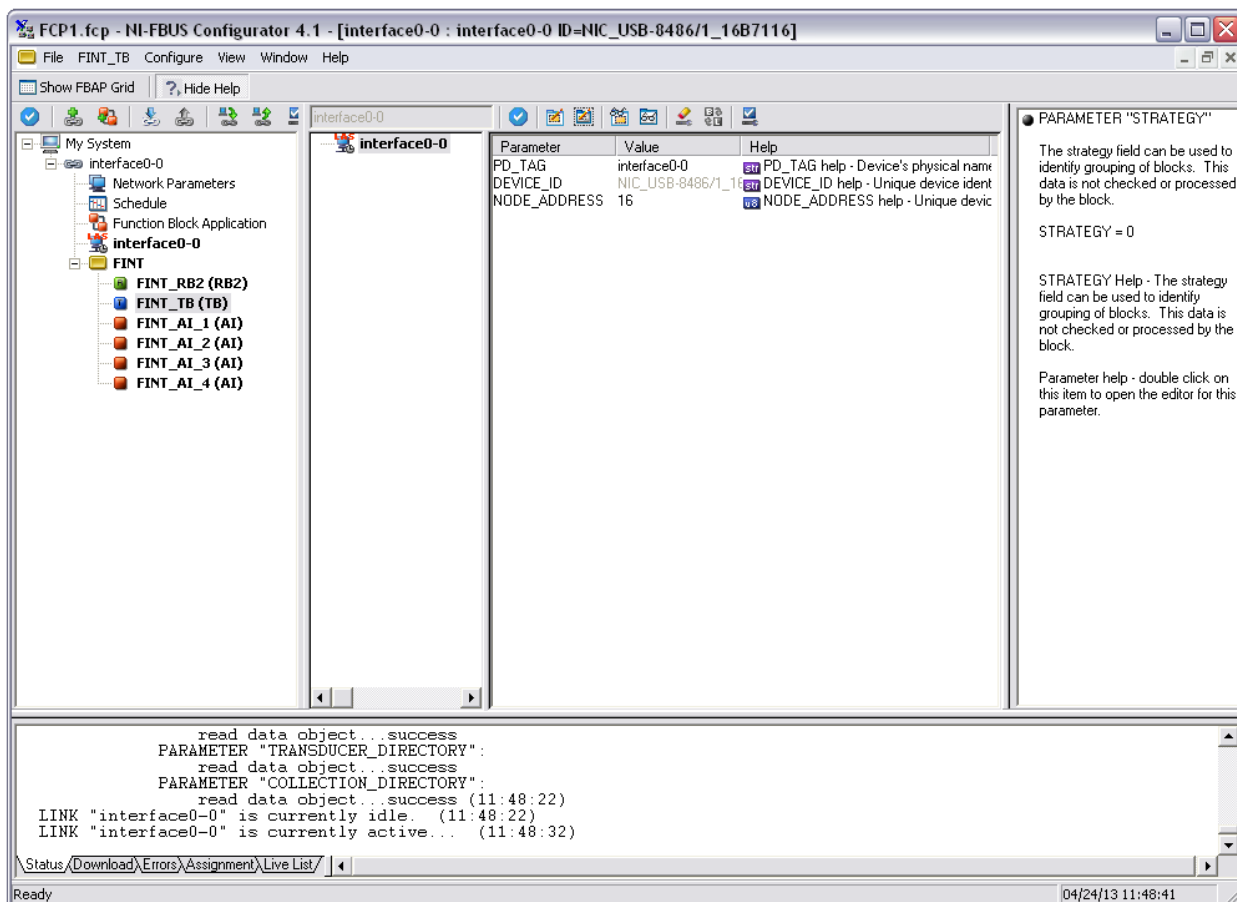 FCP1.fcp - NI-FBUS Configurator 4.1 - [interface0-0 : interface0-0 ID=NIC_USB-8486/1_16B7116]
File FINT_TB Configure View Window Help
Show FBAP Grid ?, Hide Help
interface0-0
My System
interface0-0
Network Parameters
Schedule
Function Block Application
interface0-0
FINT
FINT_RB2 (RB2)
FINT_TB (TB)
FINT_AI_1 (AI)
FINT_AI_2 (AI)
FINT_AI_3 (AI)
FINT_AI_4 (AI)
LAS
interface0-0
Parameter Value Help
PD_TAG interface0-0 str PD_TAG help - Device's physical name
DEVICE_ID NIC_USB-8486/1_16 str DEVICE_ID help - Unique device ident
NODE_ADDRESS 16 u8 NODE_ADDRESS help - Unique devic
PARAMETER "STRATEGY"
The strategy field can be used to
identify grouping of blocks. This
data is not checked or processed
by the block.
STRATEGY = 0
STRATEGY Help - The strategy
field can be used to identify
grouping of blocks. This data is
not checked or processed by the
block.
Parameter help - double click on
this item to open the editor for this
parameter.
read data object...success
PARAMETER "TRANSDUCER_DIRECTORY":
read data object...success
PARAMETER "COLLECTION_DIRECTORY":
read data object...success (11:48:22)
LINK "interface0-0" is currently idle. (11:48:22)
LINK "interface0-0" is currently active... (11:48:32)
Status Download Errors Assignment Live List
Ready 04/24/13 11:48:41